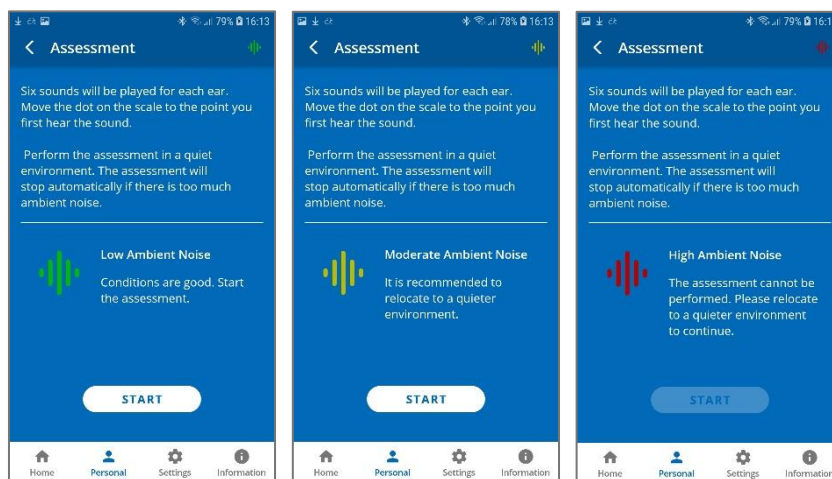 79% 16:13
Assessment
Six sounds will be played for each ear.
Move the dot on the scale to the point you
first hear the sound.
Perform the assessment in a quiet
environment. The assessment will
stop automatically if there is too much
ambient noise.
Low Ambient Noise
Conditions are good. Start
the assessment.
START
Home Personal Settings Information
78% 16:13
Assessment
Six sounds will be played for each ear.
Move the dot on the scale to the point you
first hear the sound.
Perform the assessment in a quiet
environment. The assessment will
stop automatically if there is too much
ambient noise.
Moderate Ambient Noise
It is recommended to
relocate to a quieter
environment.
START
Home Personal Settings Information
79% 16:1
Assessment
Six sounds will be played for each ear.
Move the dot on the scale to the point you
first hear the sound.
Perform the assessment in a quiet
environment. The assessment will
stop automatically if there is too much
ambient noise.
High Ambient Noise
The assessment cannot be
performed. Please relocate
to a quieter environment
to continue.
START
Home Personal Settings Information